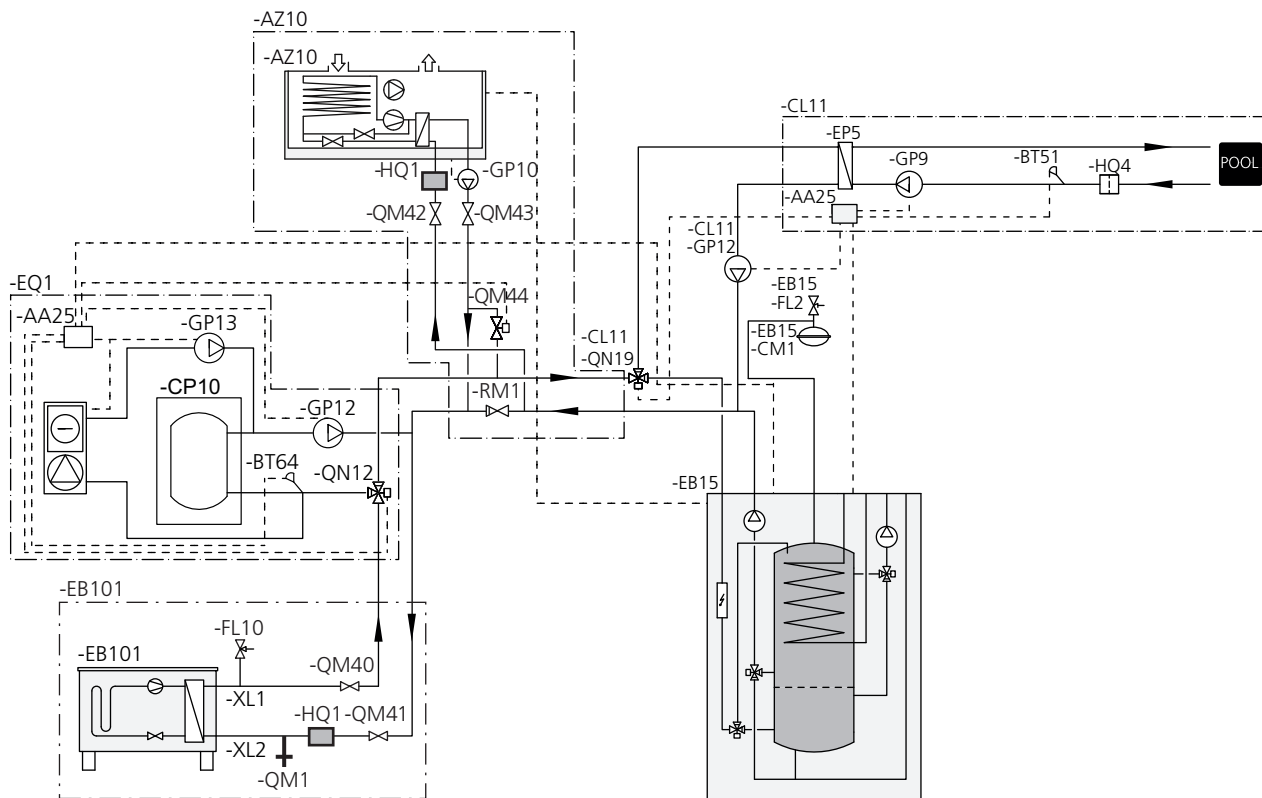 -AZ10
-AZ10
-HQ1
-GP10
-QM42
-QM43
-CL11
-EP5
-GP9
-BT51
-HQ4
POOL
-AA25
-CL11
-GP12
-EB15
-FL2
-EB15
-CM1
-QM44
-CL11
-QN19
-RM1
-EQ1
-AA25
-GP13
-CP10
-GP12
-BT64
-QN12
-EB15
-EB101
-FL10
-EB101
-QM40
-XL1
-HQ1
-QM41
-XL2
-QM1